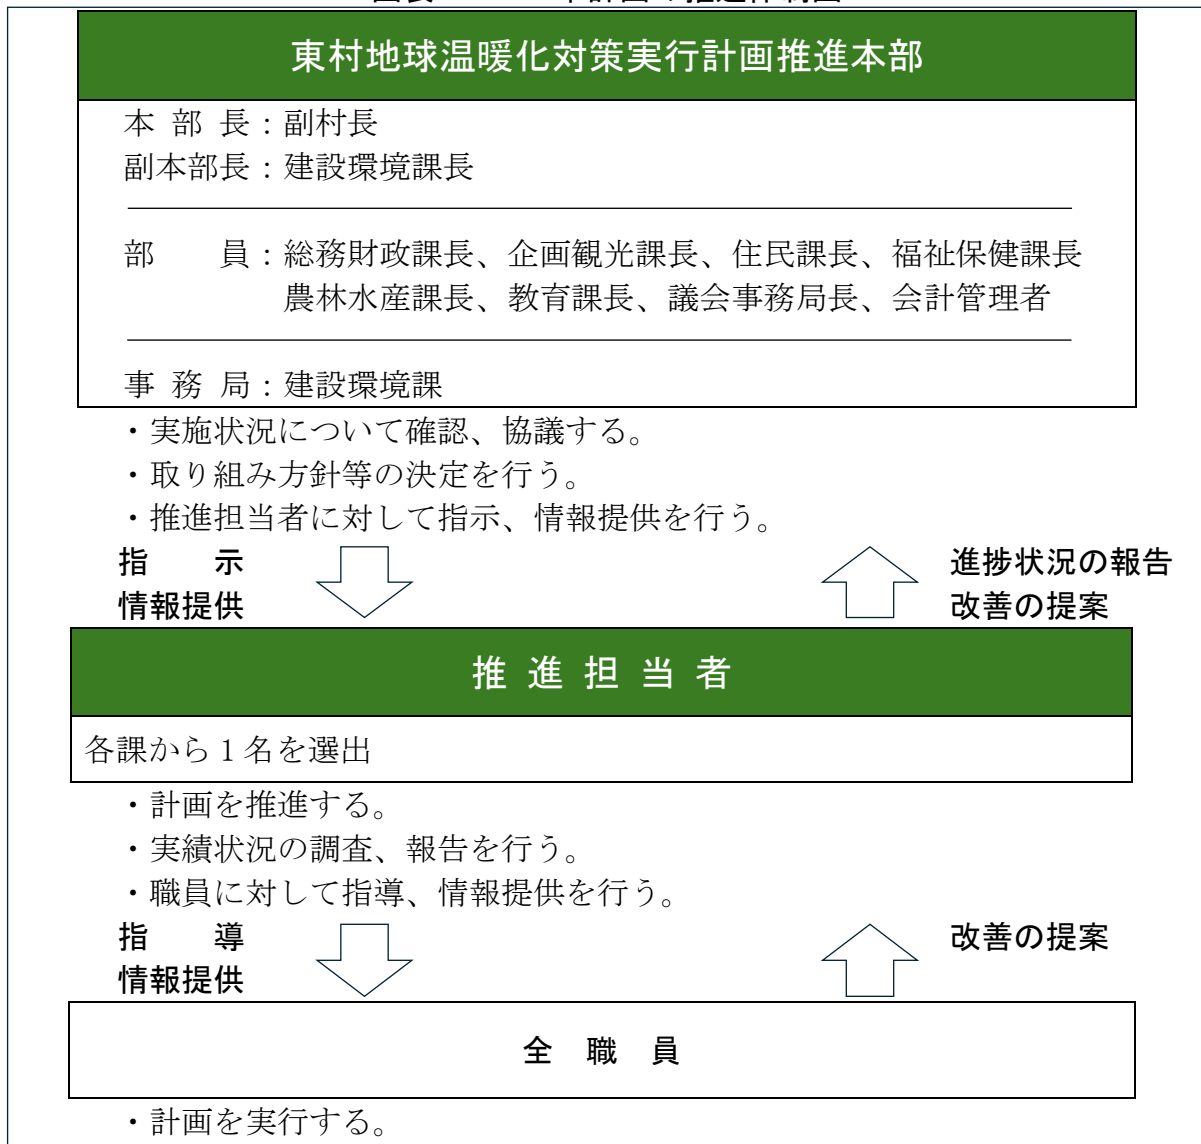 東村地球温暖化対策実行計画推進本部
本 部 長：副村長
副本部長：建設環境課長
部　　員：総務財政課長、企画観光課長、住民課長、福祉保健課長
農林水産課長、教育課長、議会事務局長、会計管理者
事 務 局：建設環境課
・実施状況について確認、協議する。
・取り組み方針等の決定を行う。
・推進担当者に対して指示、情報提供を行う。
指　　示
情報提供
進捗状況の報告
改善の提案
推 進 担 当 者
各課から１名を選出
・計画を推進する。
・実績状況の調査、報告を行う。
・職員に対して指導、情報提供を行う。
指　　導
情報提供
改善の提案
全　職　員
・計画を実行する。